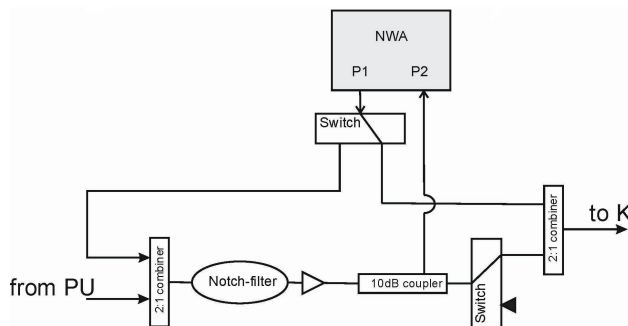 NWA
P1 P2
Switch
to K
2:1 combiner
from PU
2:1 combiner
Notch-filter
10dB coupler
Switch